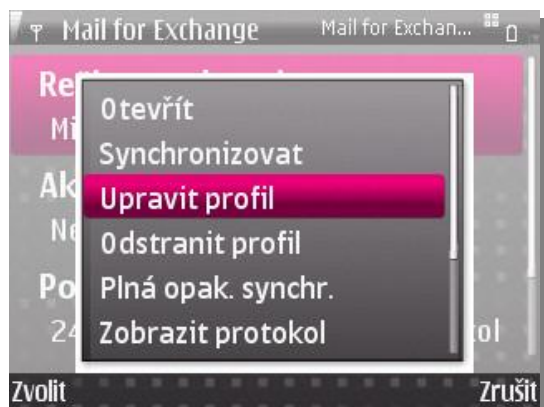 Mail for Exchange Mail for Exchan...
Otevřít
Synchronizovat
Upravit profil
Odstranit profil
Plná opak. synchr.
Zobrazit protokol
Zvolit Zrušit